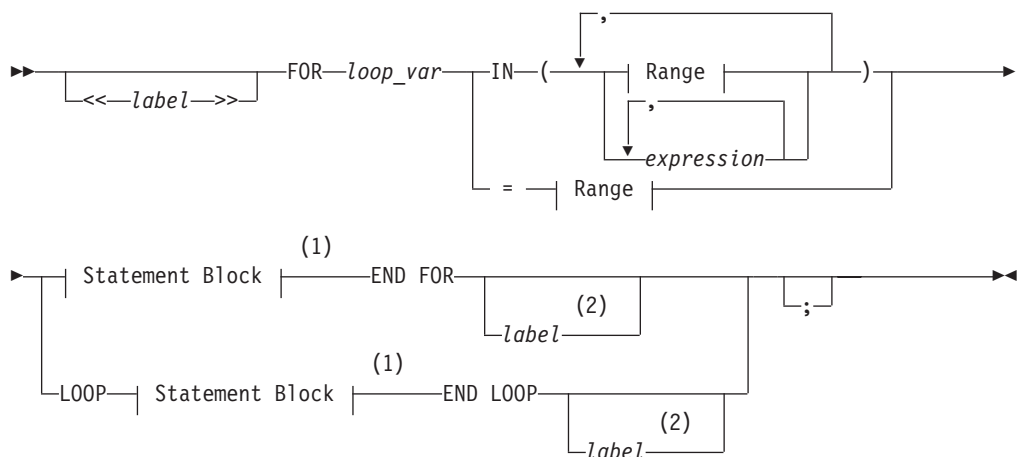 ,
FOR loop_var IN ( Range )
<< label >>
,
expression
= Range
(1)
Statement Block END FOR
(2)
label
;
(1)
LOOP Statement Block END LOOP
(2)
label